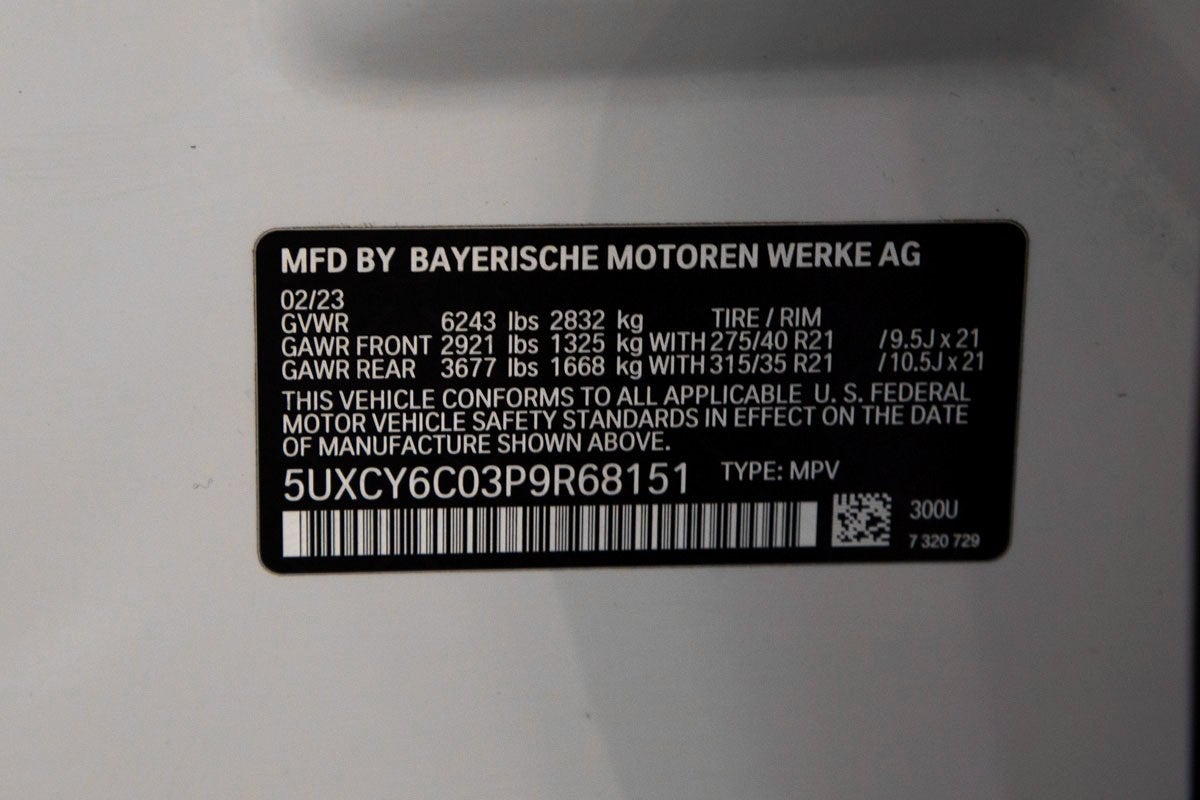 MFD BY BAYERISCHE MOTOREN WERKE AG
02/23
GVWR 6243 lbs 2832 kg TIRE / RIM
GAWR FRONT 2921 lbs 1325 kg WITH 275/40 R21 / 9.5J x 21
GAWR REAR 3677 lbs 1668 kg WITH 315/35 R21 / 10.5J x 21
THIS VEHICLE CONFORMS TO ALL APPLICABLE U. S. FEDERAL
MOTOR VEHICLE SAFETY STANDARDS IN EFFECT ON THE DATE
OF MANUFACTURE SHOWN ABOVE.
5UXCY6C03P9R68151 TYPE: MPV
300U
7 320 729